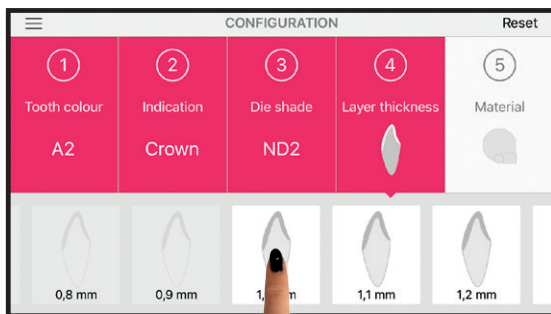 CONFIGURATION
Reset
1
2
3
4
5
Tooth colour
Indication
Die shade
Layer thickness
Material
A2
Crown
ND2
0,8 mm
0,9 mm
1,1 mm
1,2 mm